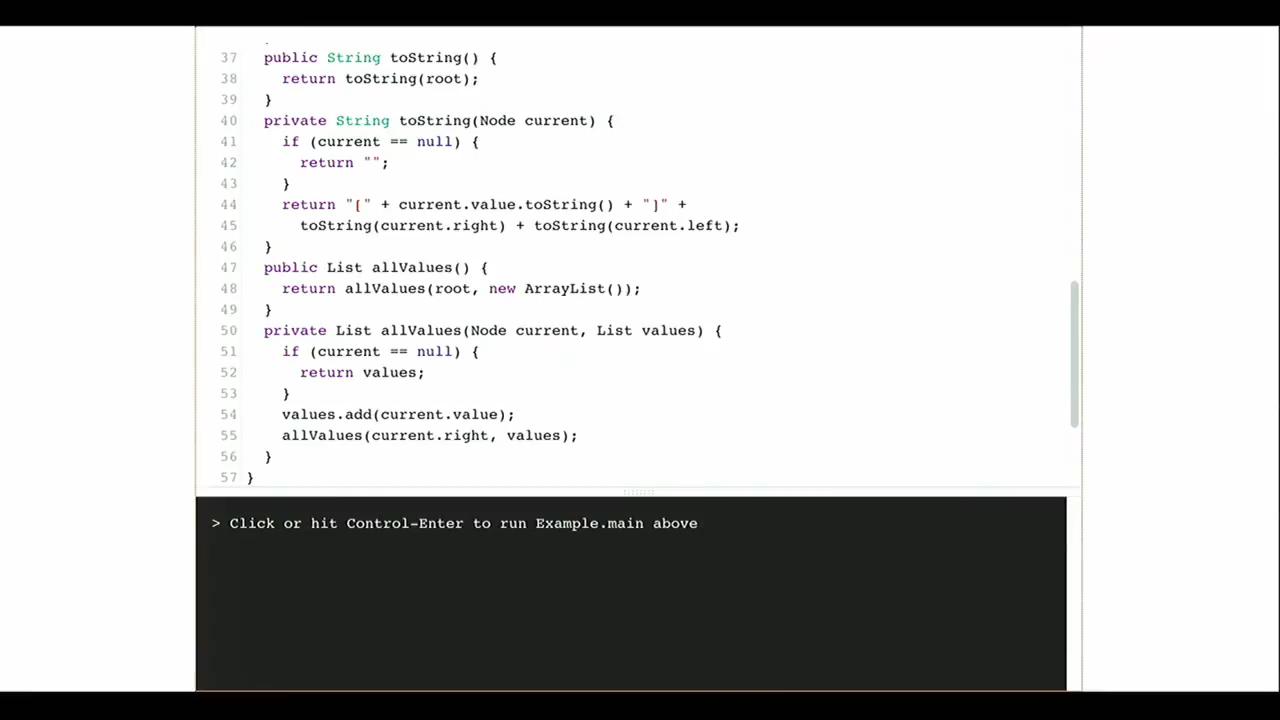 37 public String toString() {
38 return toString(root);
39 }
40 private String toString(Node current) {
41 if (current == null) {
42 return "";
43 }
44 return "[" + current.value.toString() + "]" +
45 toString(current.right) + toString(current.left);
46 }
47 public List allValues() {
48 return allValues(root, new ArrayList());
49 }
50 private List allValues(Node current, List values) {
51 if (current == null) {
52 return values;
53 }
54 values.add(current.value);
55 allValues(current.right, values);
56 }
57 }
> Click or hit Control-Enter to run Example.main above